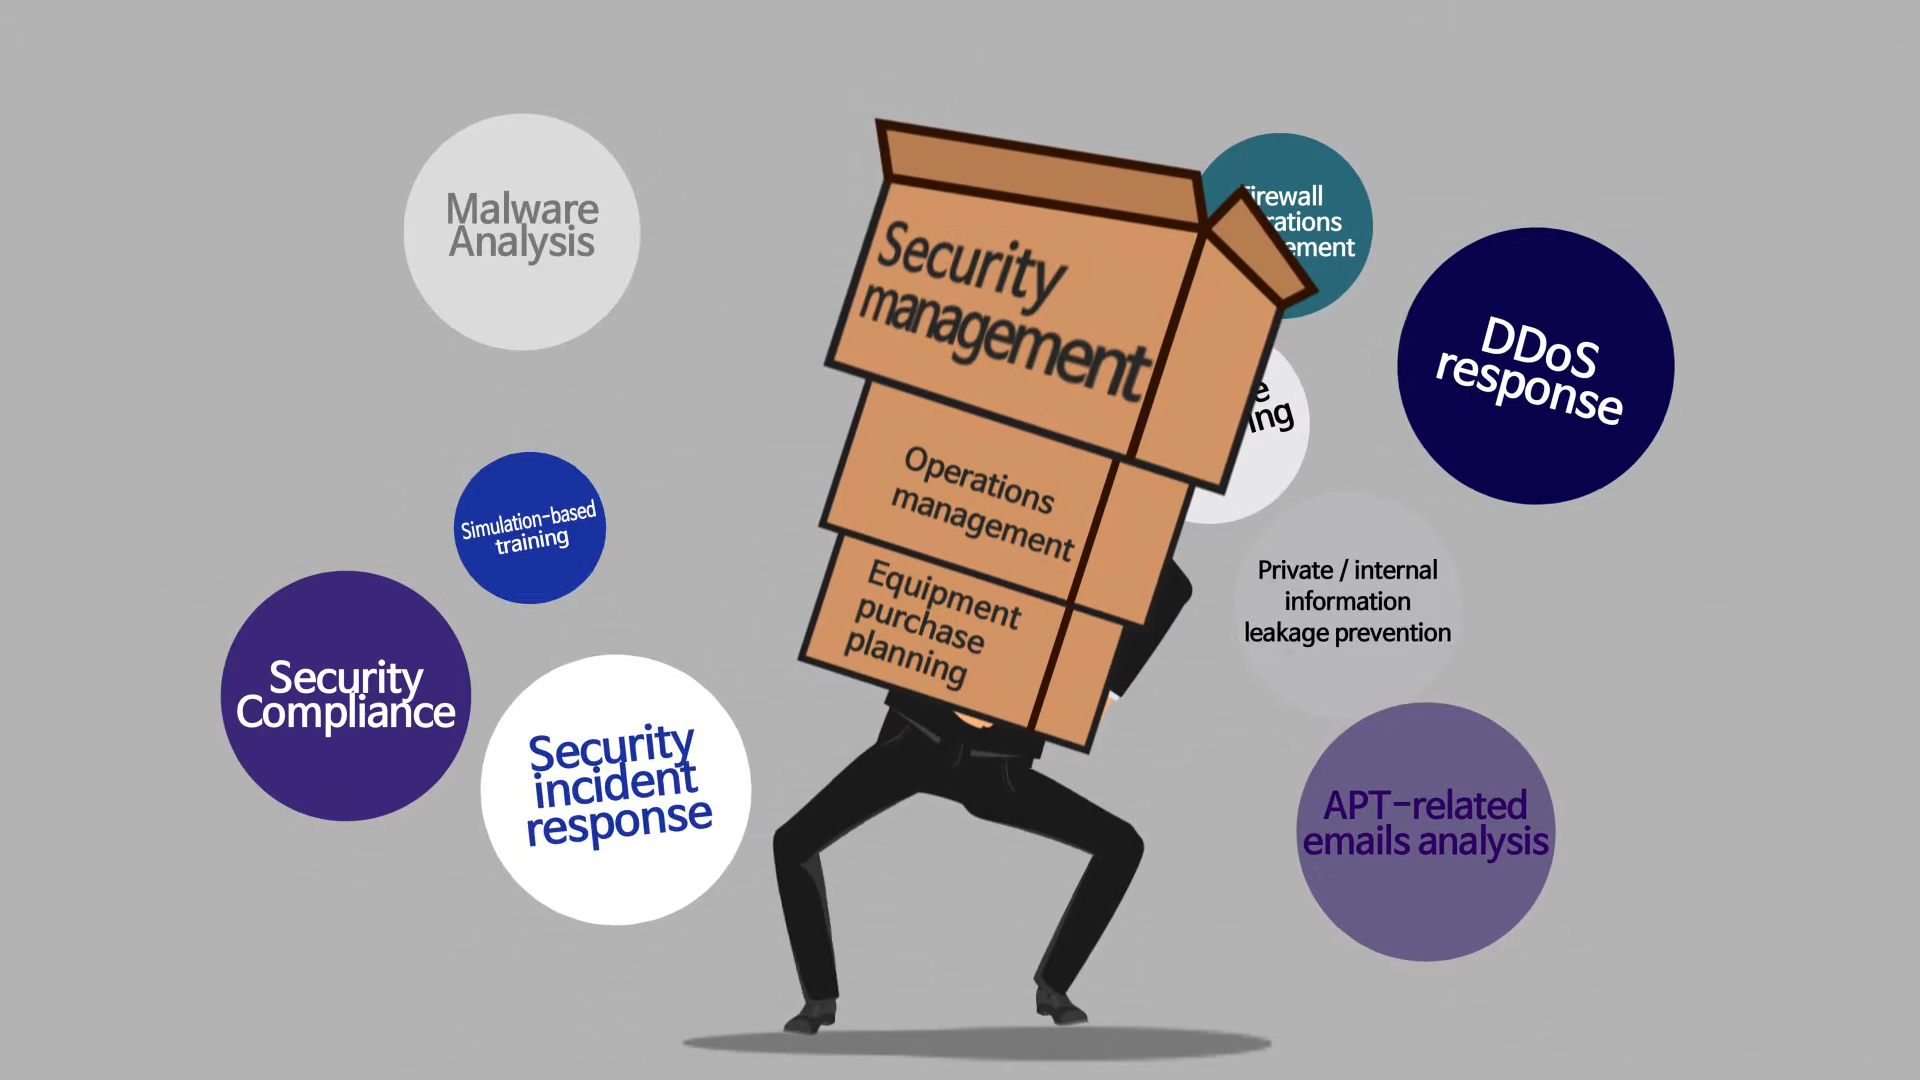 Malware
Analysis
Simulation-based
training
Security
Compliance
Security
incident
response
Security
management
Operations
management
Equipment
purchase
planning
DDoS
response
Private / internal
information
leakage prevention
APT-related
emails analysis